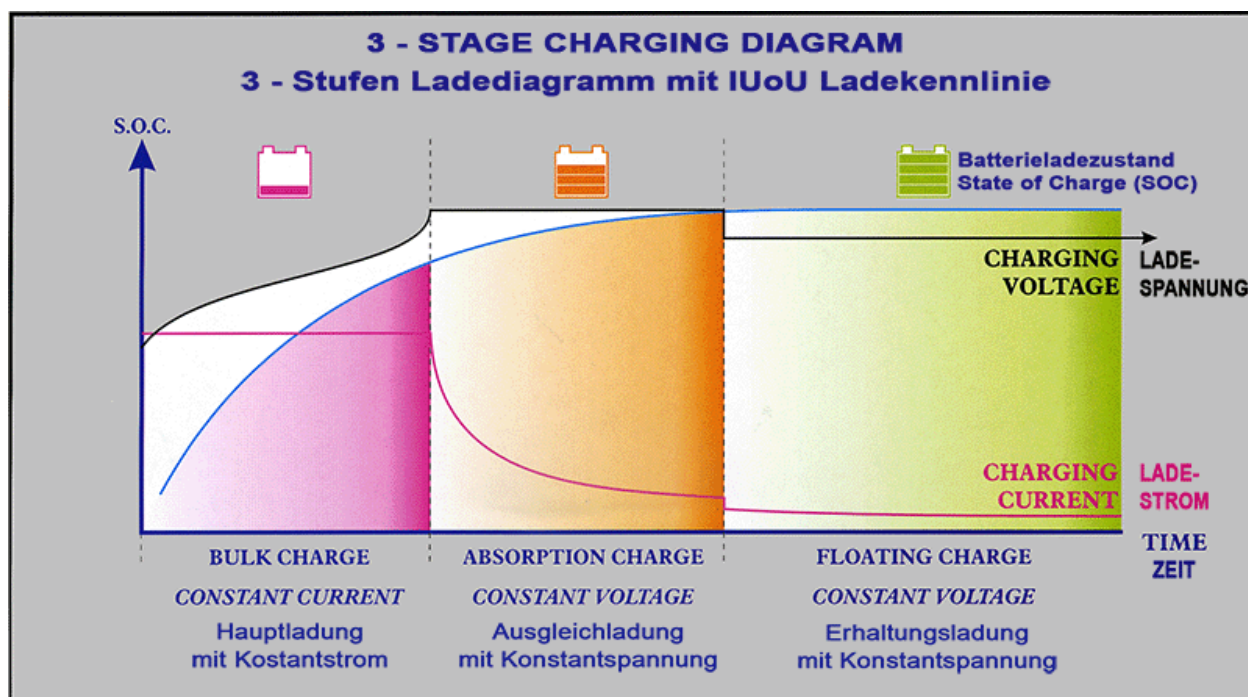 3 - STAGE CHARGING DIAGRAM
3 - Stufen Ladediagramm mit IUoU Ladekennlinie
S.O.C.
Batterieladezustand
State of Charge (SOC)
CHARGING LADE-
VOLTAGE SPANNUNG
CHARGING LADE-
CURRENT STROM
BULK CHARGE ABSORPTION CHARGE FLOATING CHARGE TIME
ZEIT
CONSTANT CURRENT CONSTANT VOLTAGE CONSTANT VOLTAGE
Hauptladung Ausgleichladung Erhaltungsladung
mit Kostantstrom mit Konstantspannung mit Konstantspannung